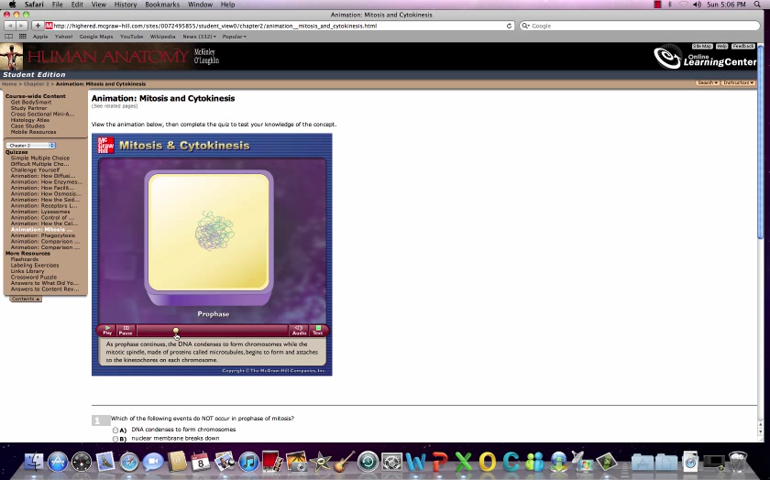 Safari File Edit View History Bookmarks Window Help
Sun 5:06 PM
Animation: Mitosis and Cytokinesis
http://highered.mcgraw-hill.com/sites/0072495855/student_view0/chapter2/animation__mitosis_and_cytokinesis.html
Google
Apple Yahoo! Google Maps YouTube Wikipedia News (332) Popular
HUMAN ANATOMY
McKinley
O'Loughlin
Site Map Help Feedback
Online
Learning Center
Student Edition
Home > Chapter 2 > Animation: Mitosis and Cytokinesis
Search
Instructors
Course-wide Content
Get BodySmart
Study Partner
Cross Sectional Mini-A...
Histology Atlas
Case Studies
Mobile Resources
Chapter 2
Quizzes
Simple Multiple Choice
Difficult Multiple Cho...
Challenge Yourself
Animation: How Diffusi...
Animation: How Enzymes...
Animation: How Facilit...
Animation: How Osmosis...
Animation: How the Sod...
Animation: Receptors L...
Animation: Lysosomes
Animation: Control of ...
Animation: How the Cel...
Animation: Mitosis ...
Animation: Phagocytosis
Animation: Comparison ...
Animation: Comparison ...
More Resources
Flashcards
Labeling Exercises
Links Library
Crossword Puzzle
Answers to What Did Yo...
Answers to Content Rev...
Contents
Animation: Mitosis and Cytokinesis
(See related pages)
View the animation below, then complete the quiz to test your knowledge of the concept.
Mc
Graw
Hill
Mitosis & Cytokinesis
Prophase
Play Pause Audio Text
As prophase continues, the DNA condenses to form chromosomes while the
mitotic spindle, made of proteins called microtubules, begins to form and attaches
to the kinetochores on each chromosome.
Copyright © The McGraw-Hill Companies, Inc.
1 Which of the following events do NOT occur in prophase of mitosis?
A) DNA condenses to form chromosomes
B) nuclear membrane breaks down